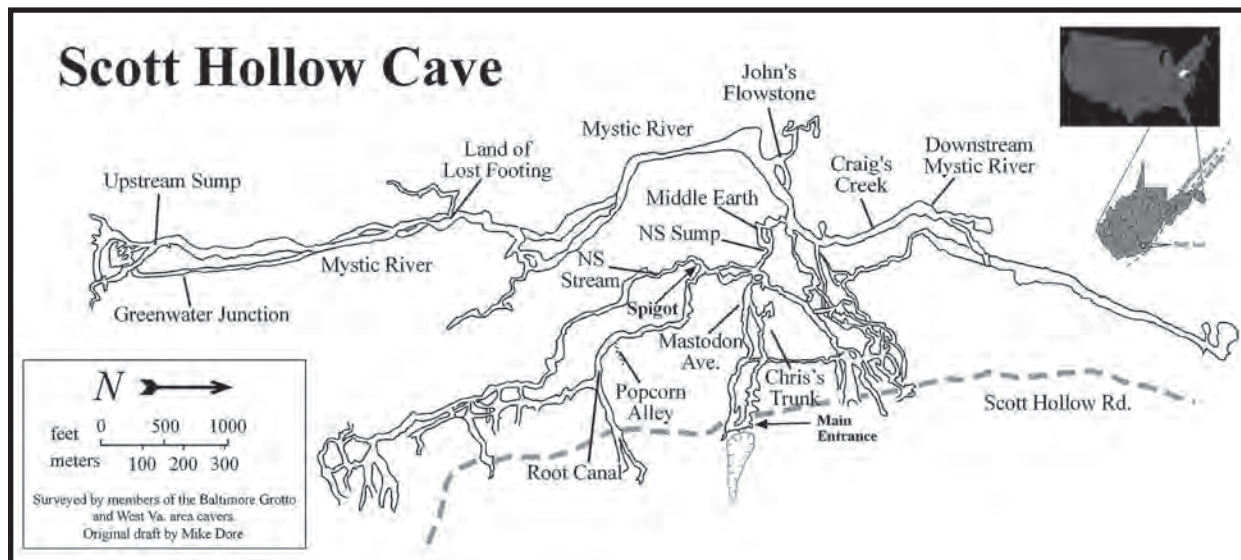 Scott Hollow Cave
John's
Flowstone
Mystic River
Land of
Lost Footing
Upstream Sump
Craig's
Creek
Downstream
Mystic River
Middle Earth
NS Sump
Mystic River
NS
Stream
Greenwater Junction
Spigot
Mastodon
Ave.
Popcorn
Alley
Chris's
Trunk
Scott Hollow Rd.
Main
Entrance
Root Canal
N
feet 0 500 1000
meters 100 200 300
Surveyed by members of the Baltimore Grotto
and West Va. area cavers.
Original draft by Mike Dore